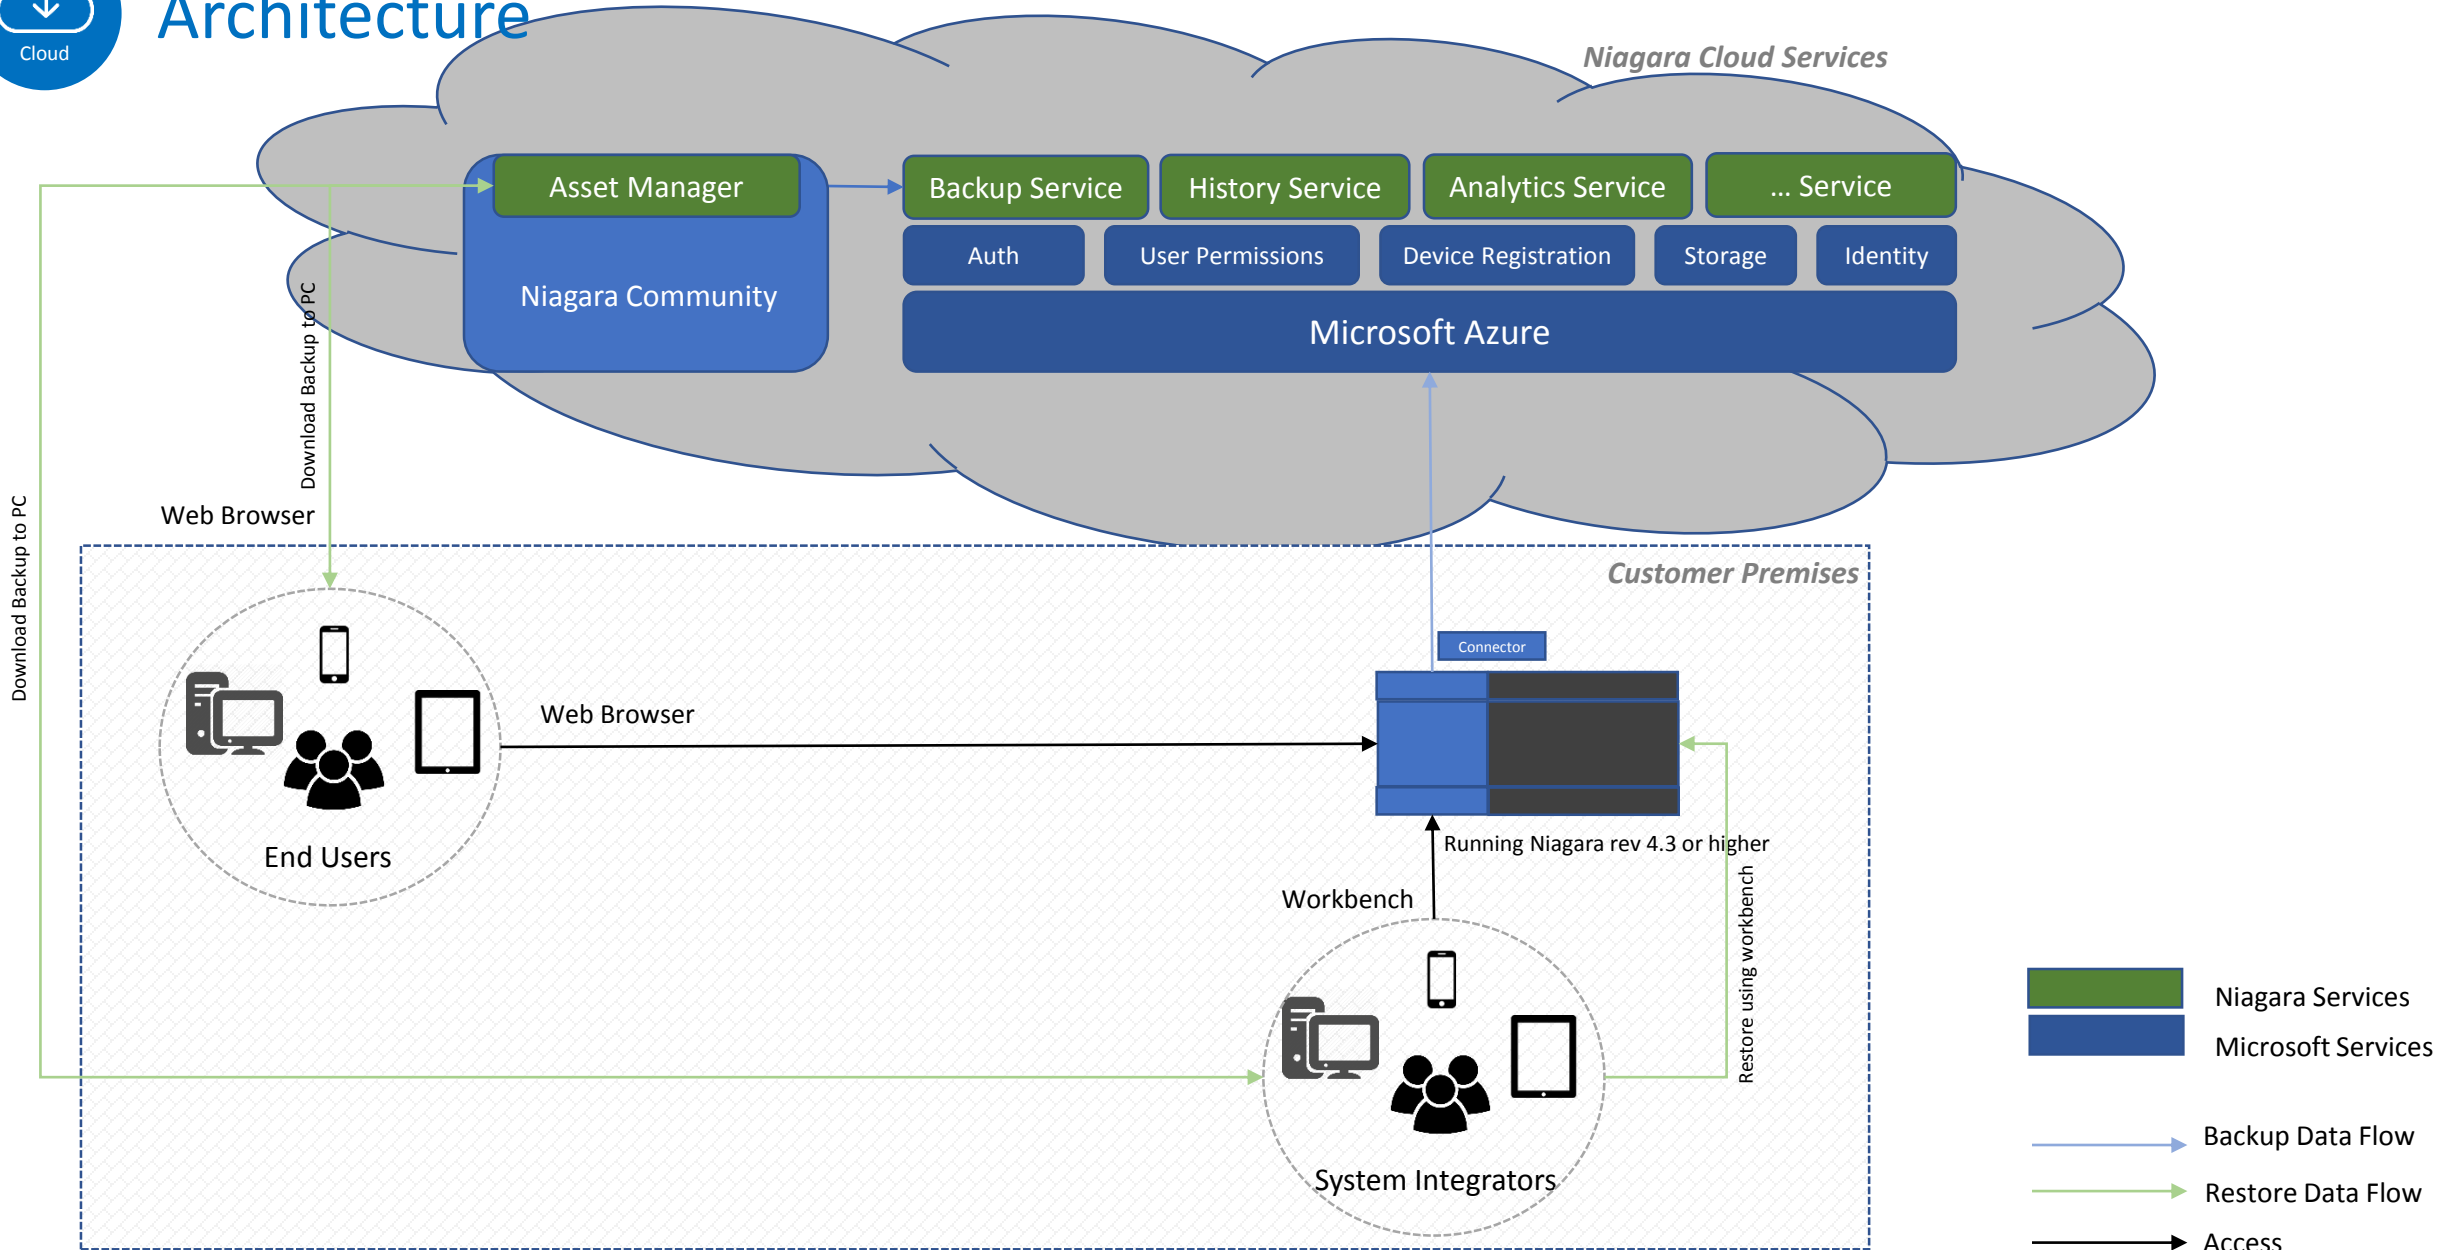 Architecture
Cloud
Niagara Cloud Services
Asset Manager
Niagara Community
Backup Service
History Service
Analytics Service
... Service
Auth
User Permissions
Device Registration
Storage
Identity
Microsoft Azure
Download Backup to PC
Download Backup to PC
Web Browser
Customer Premises
Connector
Web Browser
End Users
Running Niagara rev 4.3 or higher
Workbench
Restore using workbench
System Integrators
Niagara Services
Microsoft Services
Backup Data Flow
Restore Data Flow
Access